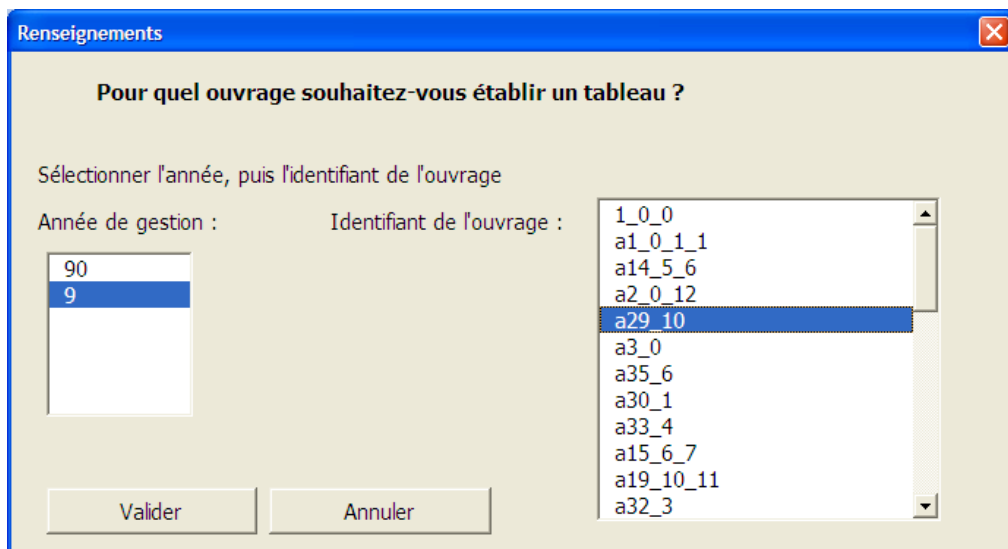 Renseignements
Pour quel ouvrage souhaitez-vous établir un tableau ?
Sélectionner l'année, puis l'identifiant de l'ouvrage
Année de gestion :
90
9
Identifiant de l'ouvrage :
1_0_0
a1_0_1_1
a14_5_6
a2_0_12
a29_10
a3_0
a35_6
a30_1
a33_4
a15_6_7
a19_10_11
a32_3
Valider
Annuler